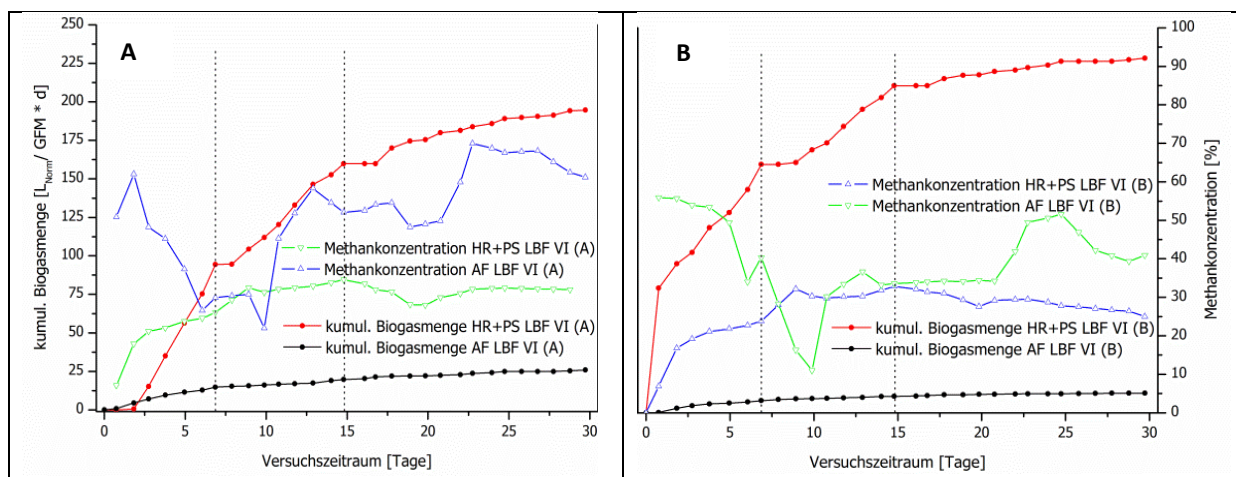 A
kumul. Biogasmenge [L_Norm/ GFM * d]
250
225
200
175
150
125
100
75
50
25
0
Methankonzentration HR+PS LBF VI (A)
Methankonzentration AF LBF VI (A)
kumul. Biogasmenge HR+PS LBF VI (A)
kumul. Biogasmenge AF LBF VI (A)
0 5 10 15 20 25 30
Versuchszeitraum [Tage]
B
Methankonzentration HR+PS LBF VI (B)
Methankonzentration AF LBF VI (B)
kumul. Biogasmenge HR+PS LBF VI (B)
kumul. Biogasmenge AF LBF VI (B)
100
90
80
70
60
50
40
30
20
10
0
Methankonzentration [%]
0 5 10 15 20 25 30
Versuchszeitraum [Tage]